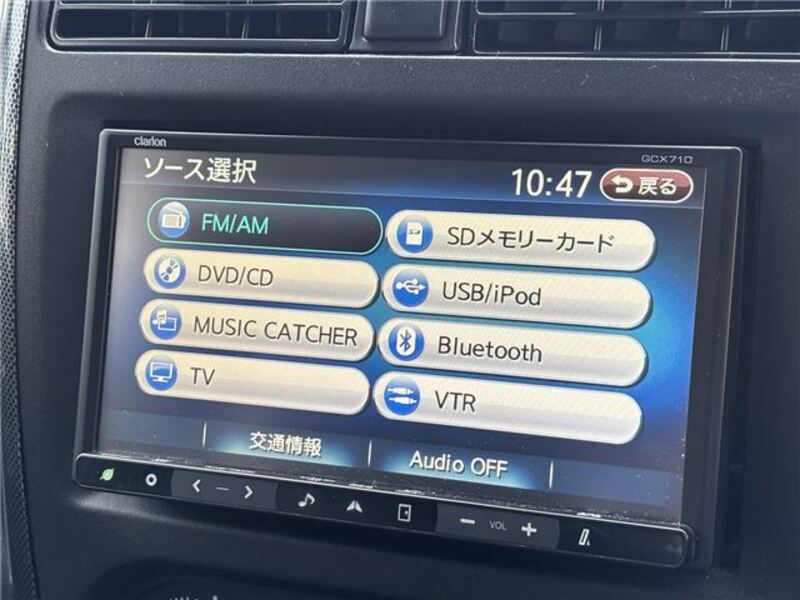 clarion
GCX710
ソース選択
10:47
戻る
FM/AM
SDメモリーカード
DVD/CD
USB/iPod
MUSIC CATCHER
Bluetooth
TV
VTR
交通情報
Audio OFF
VOL